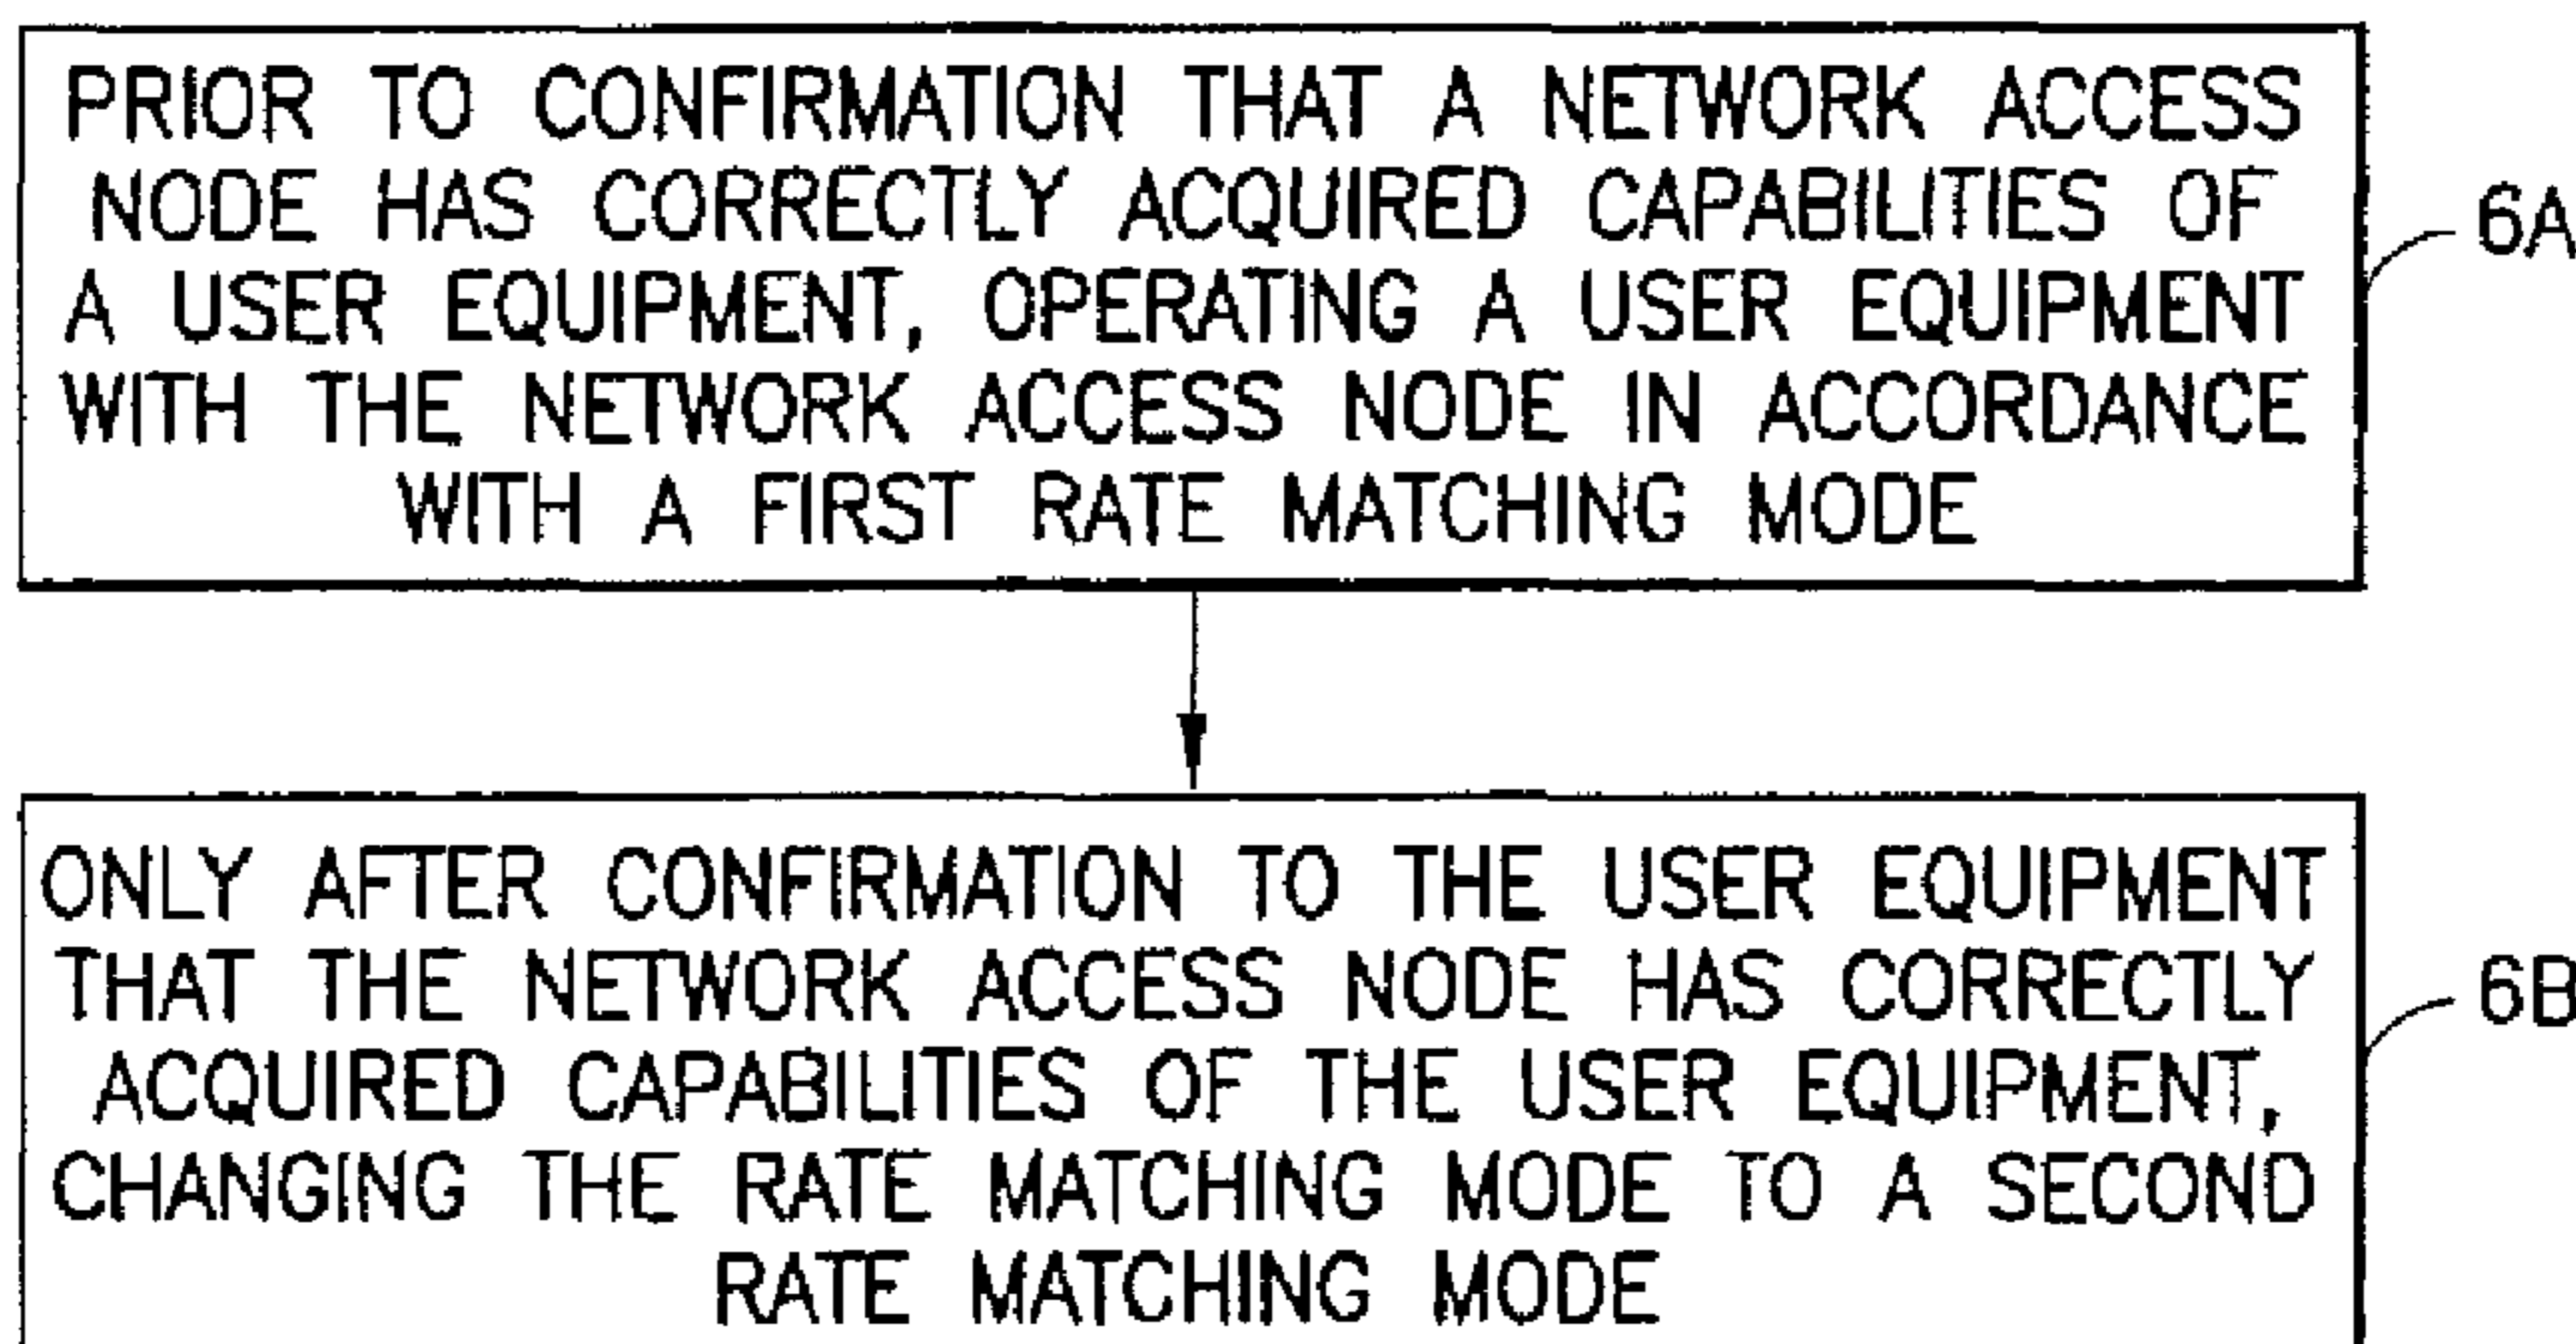 PRIOR TO CONFIRMATION THAT A NETWORK ACCESS
NODE HAS CORRECTLY ACQUIRED CAPABILITIES OF
A USER EQUIPMENT, OPERATING A USER EQUIPMENT
WITH THE NETWORK ACCESS NODE IN ACCORDANCE
WITH A FIRST RATE MATCHING MODE
6A
ONLY AFTER CONFIRMATION TO THE USER EQUIPMENT
THAT THE NETWORK ACCESS NODE HAS CORRECTLY
ACQUIRED CAPABILITIES OF THE USER EQUIPMENT,
CHANGING THE RATE MATCHING MODE TO A SECOND
RATE MATCHING MODE
6B